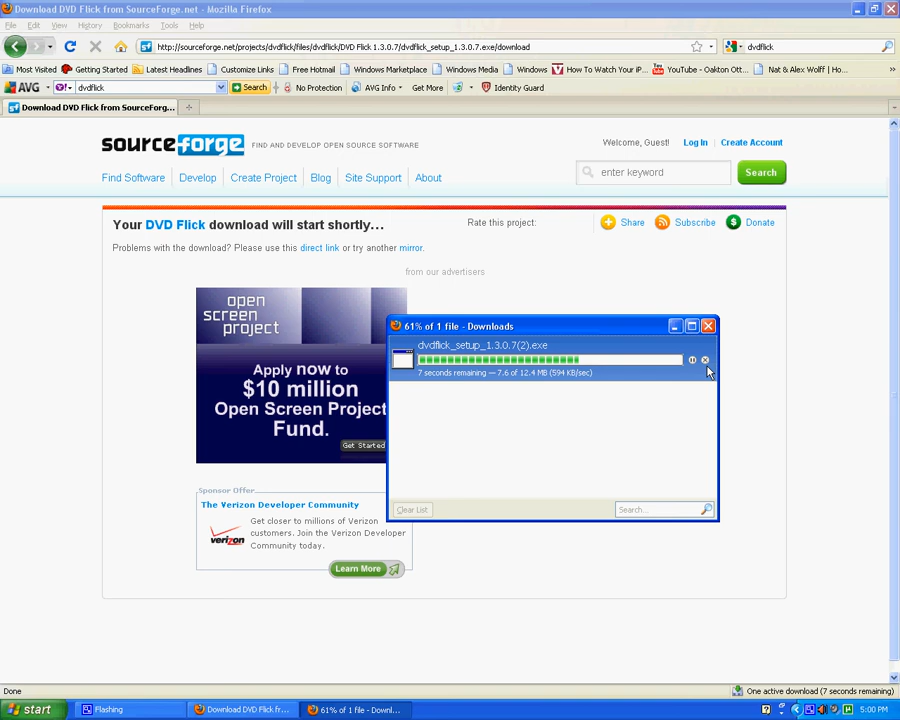 Download DVD Flick from SourceForge.net - Mozilla Firefox
File Edit View History Bookmarks Tools Help
http://sourceforge.net/projects/dvdflick/files/dvdflick/DVD Flick 1.3.0.7/dvdflick_setup_1.3.0.7.exe/download
dvdflick
Most Visited Getting Started Latest Headlines Customize Links Free Hotmail Windows Marketplace Windows Media Windows How To Watch Your iP... YouTube - Oakton Ott... Nat & Alex Wolff | Ho...
AVG dvdflick Search No Protection AVG Info Get More Identity Guard
Download DVD Flick from SourceForg...
sourceforge FIND AND DEVELOP OPEN SOURCE SOFTWARE
Welcome, Guest! Log In Create Account
Find Software Develop Create Project Blog Site Support About
enter keyword Search
Your DVD Flick download will start shortly...
Rate this project: Share Subscribe Donate
Problems with the download? Please use this direct link or try another mirror.
from our advertisers
open
screen
project
Apply now to
$10 million
Open Screen Project
Fund.
Get Started
61% of 1 file - Downloads
dvdflick_setup_1.3.0.7(2).exe
7 seconds remaining — 7.6 of 12.4 MB (594 KB/sec)
Clear List Search...
Sponsor Offer
The Verizon Developer Community
verizon
Get closer to millions of Verizon
customers. Join the Verizon Developer
Community today.
Learn More
Done
One active download (7 seconds remaining)
start Flashing Download DVD Flick fr... 61% of 1 file - Downl... 5:00 PM